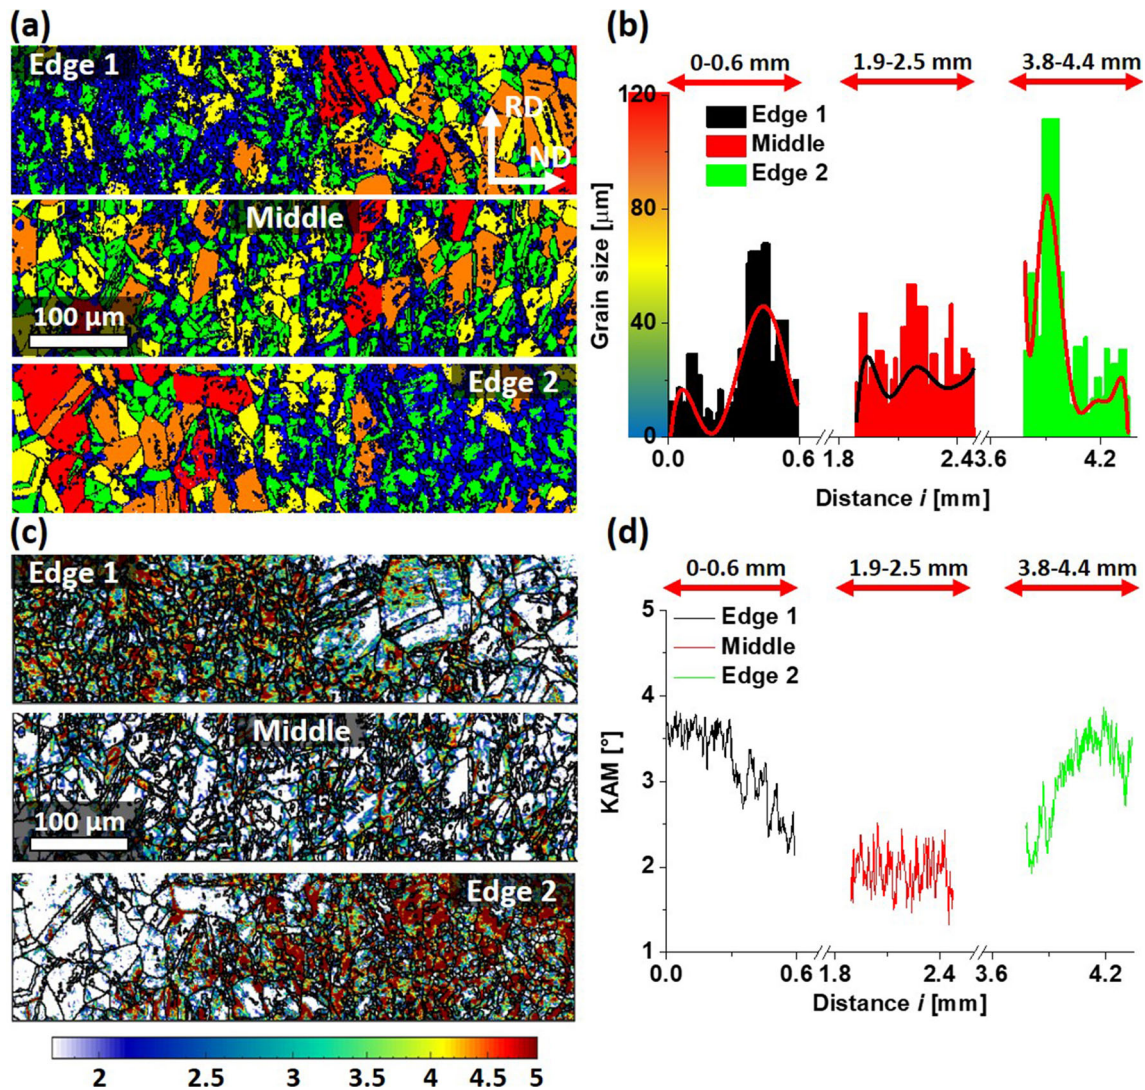 (a)
Edge 1
RD
ND
Middle
100 µm
Edge 2
(b)
0-0.6 mm
1.9-2.5 mm
3.8-4.4 mm
120
80
40
0
Grain size [µm]
Edge 1
Middle
Edge 2
0.0
0.6
1.8
2.4
3.6
4.2
Distance i [mm]
(c)
Edge 1
Middle
100 µm
Edge 2
2
2.5
3
3.5
4
4.5
5
(d)
0-0.6 mm
1.9-2.5 mm
3.8-4.4 mm
5
4
3
2
1
KAM [°]
Edge 1
Middle
Edge 2
0.0
0.6
1.8
2.4
3.6
4.2
Distance i [mm]